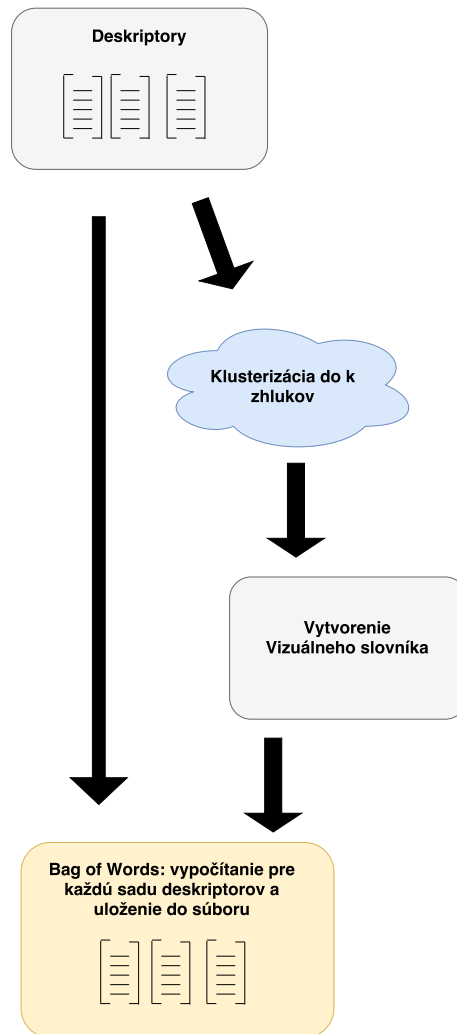 Deskriptory
Klusterizácia do k
zhlukov
Vytvorenie
Vizuálneho slovníka
Bag of Words: vypočítanie pre
každú sadu deskriptorov a
uloženie do súboru